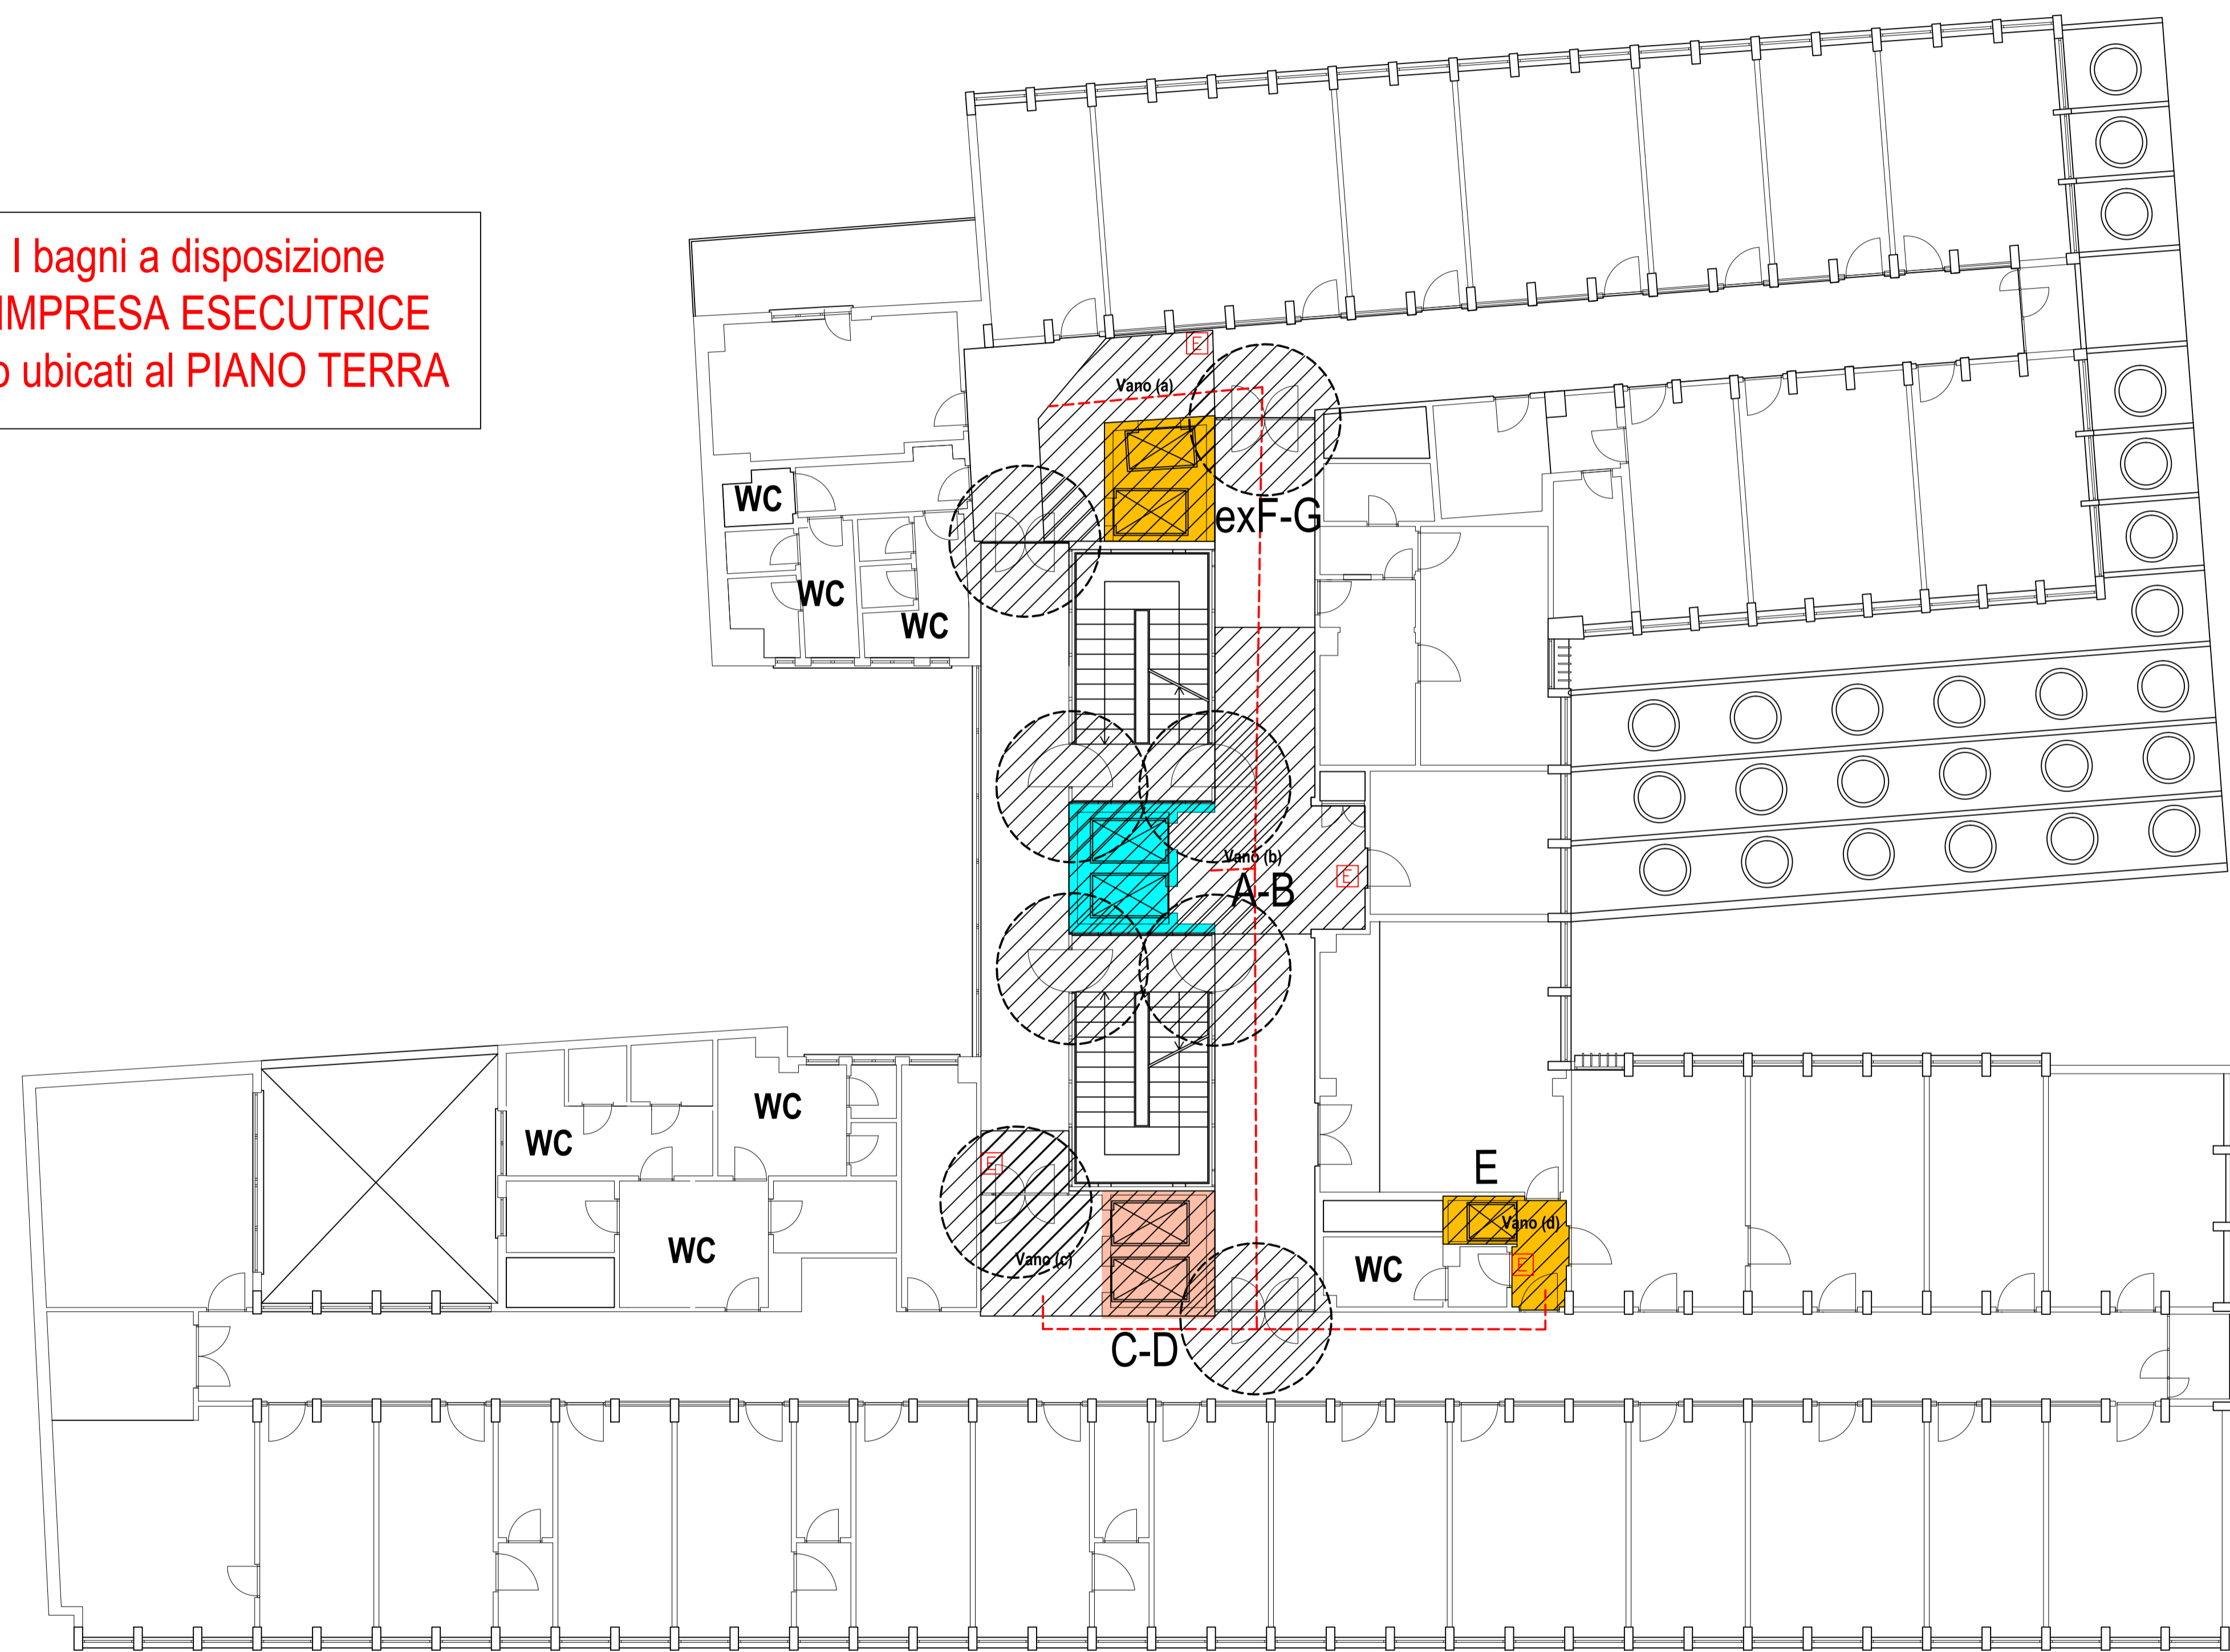 I bagni a disposizione
IMPRESA ESECUTRICE
ubicati al PIANO TERRA
E
Vano (a)
WC
exF-G
WC
WC
Vano (b)
E
A-B
WC
WC
E
E
WC
Vano (c)
Vano (d)
E
WC
C-D